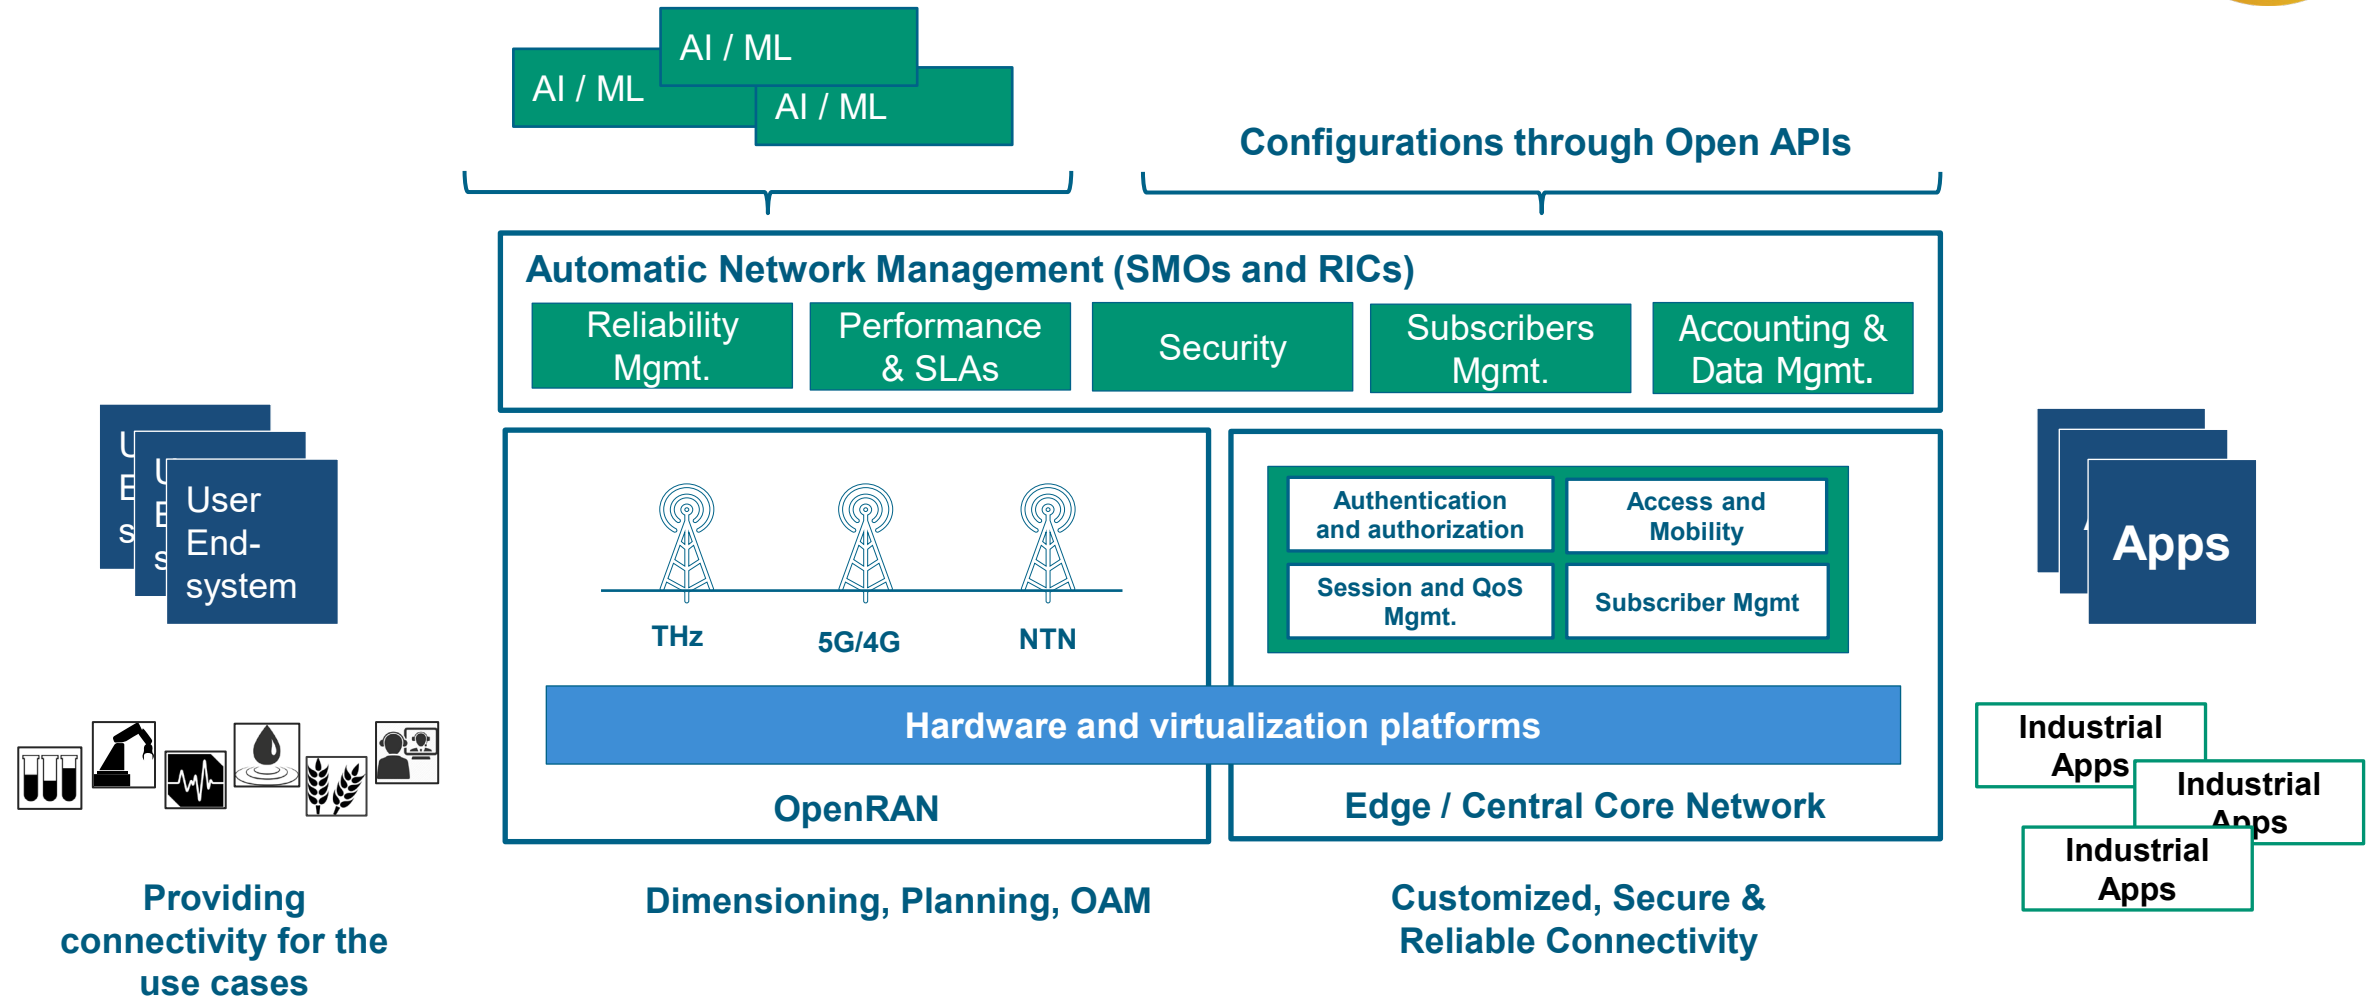 AI / ML
AI / ML
AI / ML
Configurations through Open APIs
Automatic Network Management (SMOs and RICs)
Reliability
Mgmt.
Performance
& SLAs
Security
Subscribers
Mgmt.
Accounting &
Data Mgmt.
U
E
s
U
E
s
User
End-
system
THz
5G/4G
NTN
Authentication
and authorization
Access and
Mobility
Session and QoS
Mgmt.
Subscriber Mgmt
Hardware and virtualization platforms
OpenRAN
Edge / Central Core Network
Apps
Industrial
Apps
Industrial
Apps
Industrial
Apps
Providing
connectivity for the
use cases
Dimensioning, Planning, OAM
Customized, Secure &
Reliable Connectivity